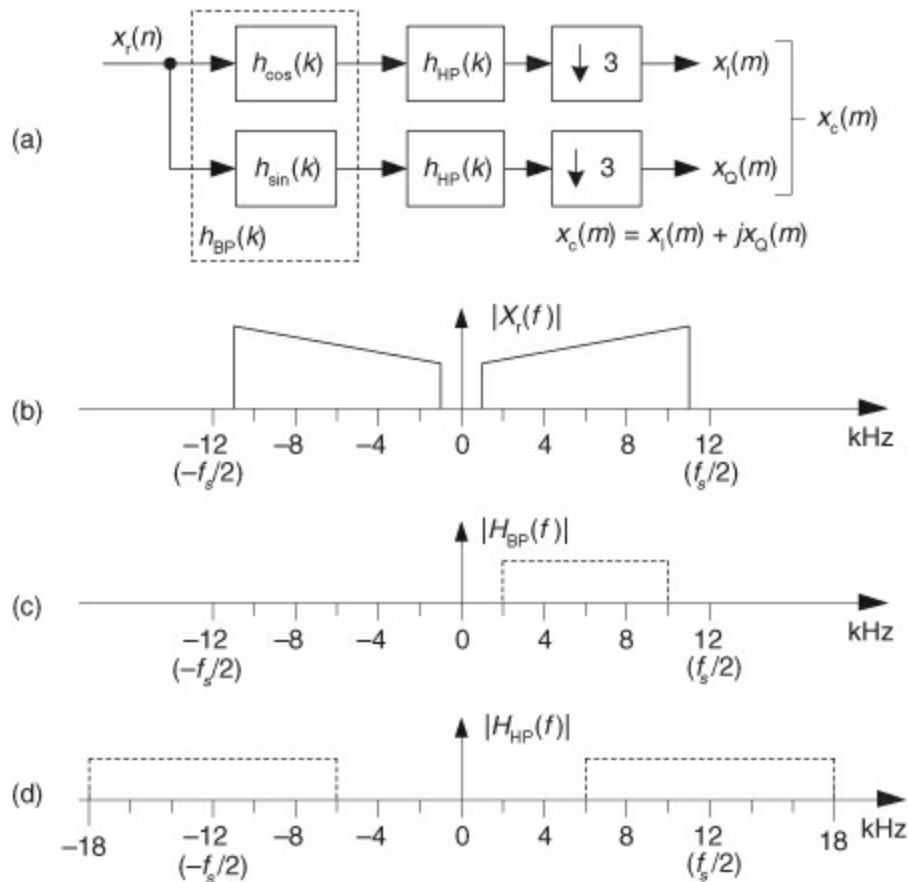 (a)
x_r(n)
h_cos(k)
h_HP(k)
↓ 3
x_I(m)
x_c(m)
h_sin(k)
h_HP(k)
↓ 3
x_Q(m)
h_BP(k)
x_c(m) = x_I(m) + jx_Q(m)
(b)
|X_r(f)|
−12 −8 −4 0 4 8 12 kHz
(−f_s/2) (f_s/2)
(c)
|H_BP(f)|
−12 −8 −4 0 4 8 12 kHz
(−f_s/2) (f_s/2)
(d)
|H_HP(f)|
−18 −12 −8 −4 0 4 8 12 18 kHz
(−f_s/2) (f_s/2)